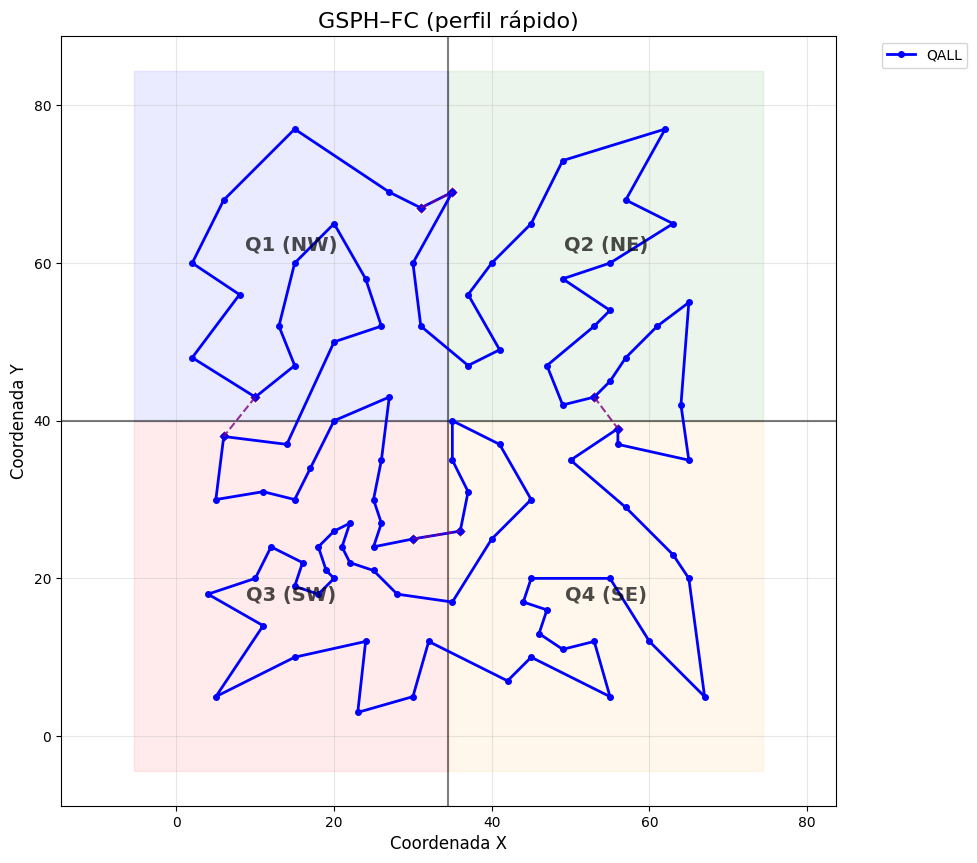 GSPH–FC (perfil rápido)
QALL
80
60
40
20
0
Coordenada Y
Q1 (NW)
Q2 (NE)
Q3 (SW)
Q4 (SE)
0
20
40
60
80
Coordenada X